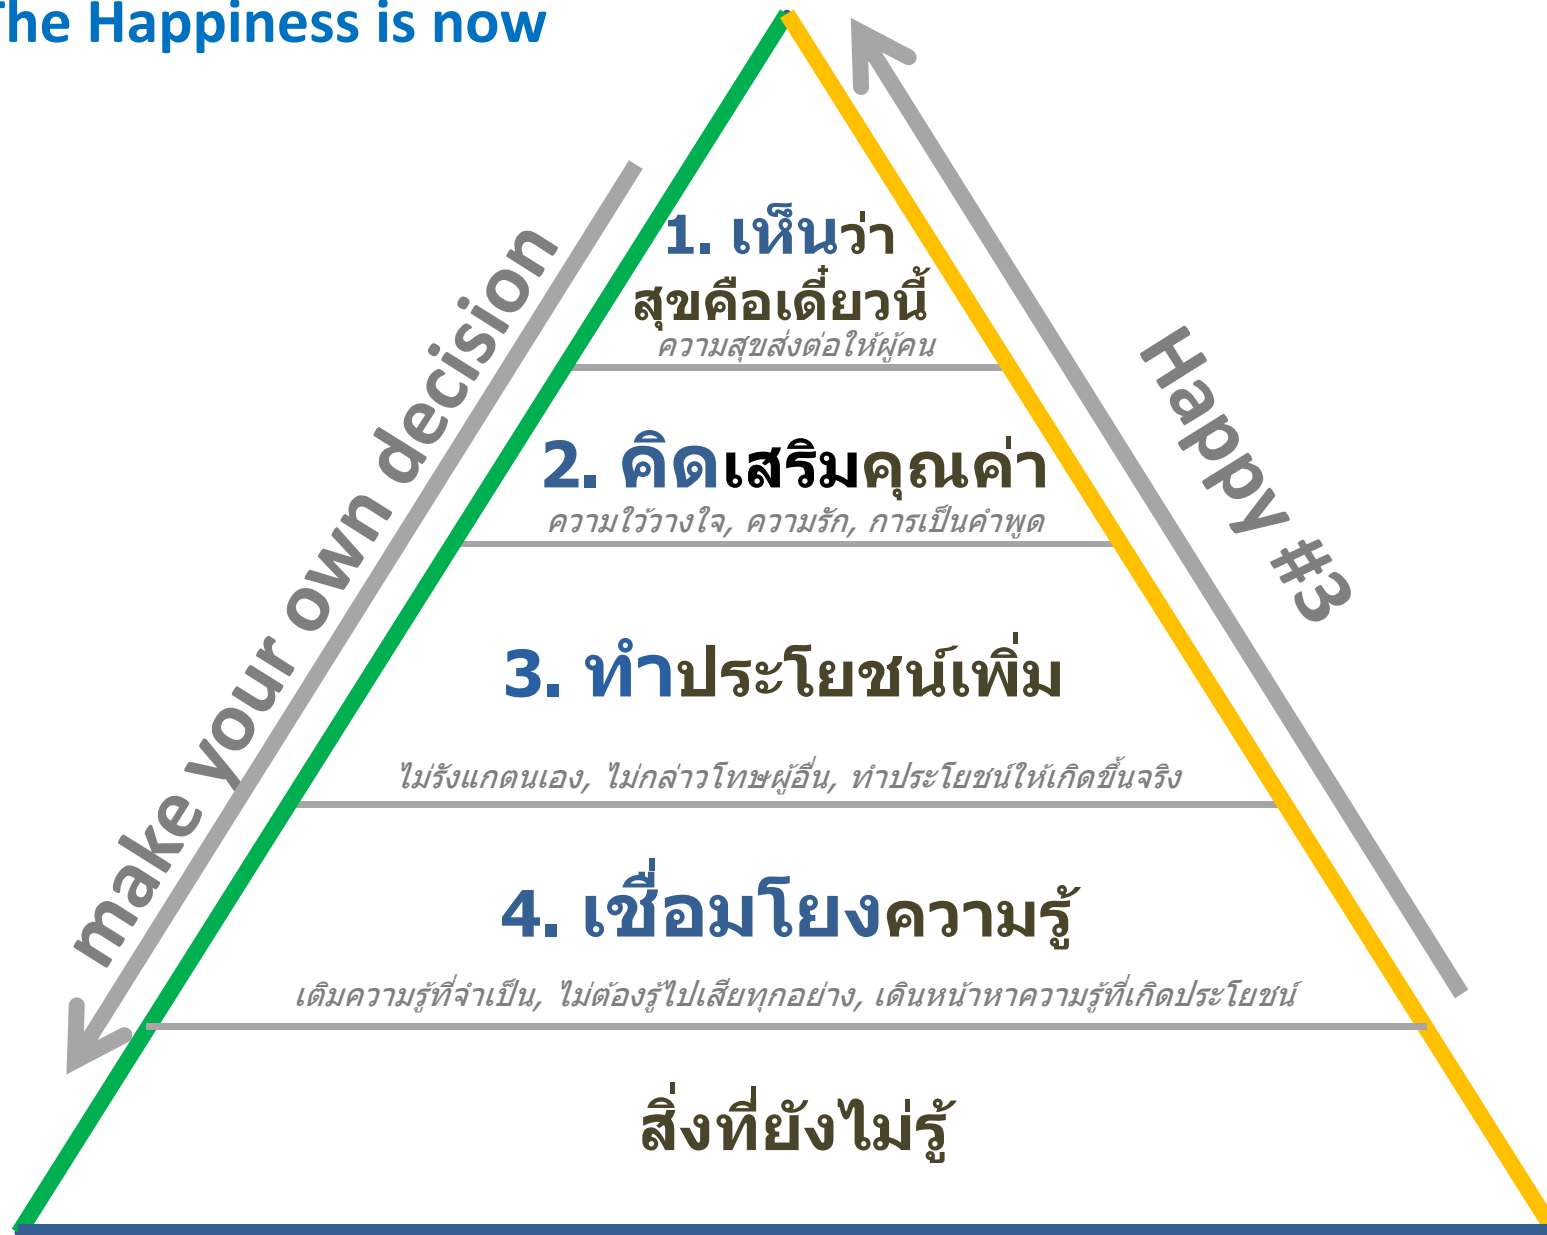 The Happiness is now
make your own decision
Happy #3
1. เห็นว่า
สุขคือเดี๋ยวนี้
ความสุขส่งต่อให้ผู้คน
2. คิดเสริมคุณค่า
ความใว้วางใจ, ความรัก, การเป็นคำพูด
3. ทำประโยชน์เพิ่ม
ไม่รังแกตนเอง, ไม่กล่าวโทษผู้อื่น, ทำประโยชน์ให้เกิดขึ้นจริง
4. เชื่อมโยงความรู้
เติมความรู้ที่จำเป็น, ไม่ต้องรู้ไปเสียทุกอย่าง, เดินหน้าหาความรู้ที่เกิดประโยชน์
สิ่งที่ยังไม่รู้